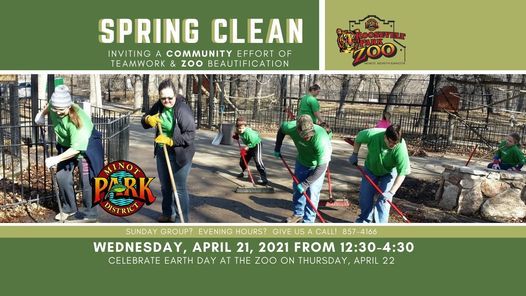 SPRING CLEAN
INVITING A COMMUNITY EFFORT OF
TEAMWORK & ZOO BEAUTIFICATION
ROOSEVELT
PARK
ZOO
MINOT
PARK
DISTRICT
SUNDAY GROUP? EVENING HOURS? GIVE US A CALL! 857-4166
WEDNESDAY, APRIL 21, 2021 FROM 12:30-4:30
CELEBRATE EARTH DAY AT THE ZOO ON THURSDAY, APRIL 22